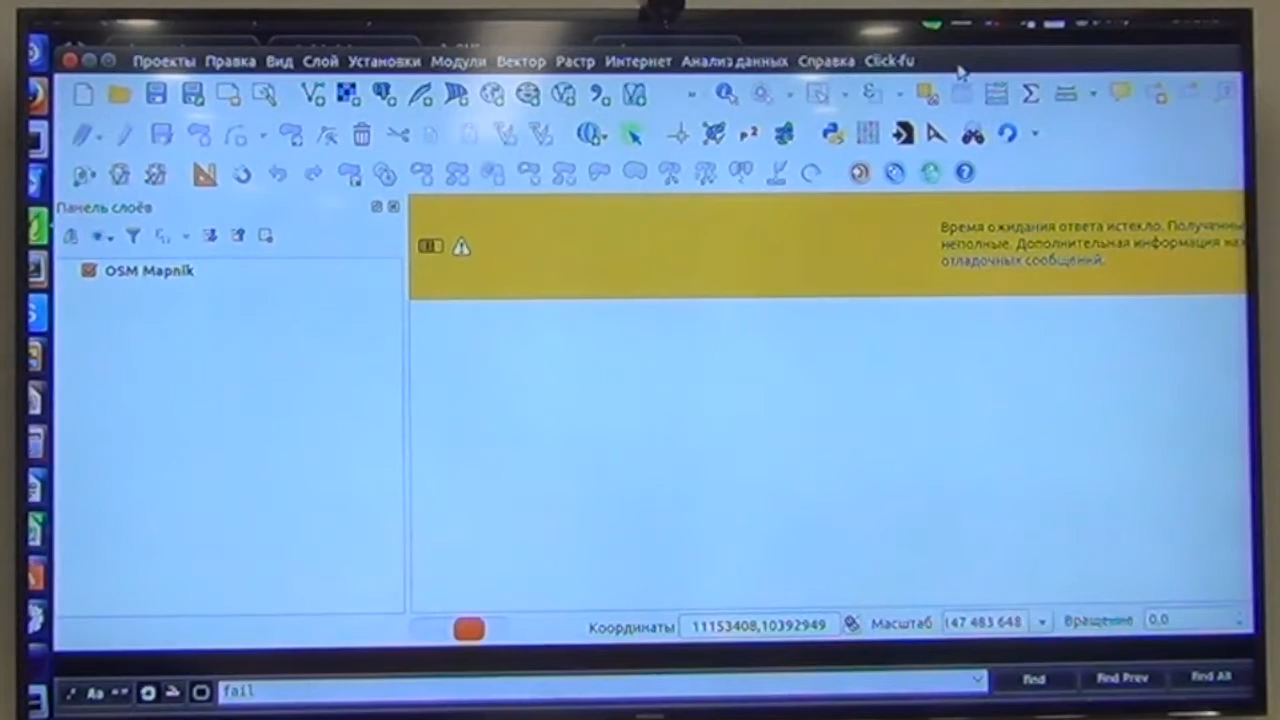 Проекты Правка Вид Слой Установки Модули Вектор Растр Интернет Анализ данных Справка Click-fu
Панель слоёв
OSM Mapnik
Время ожидания ответа истекло. Полученны
неполные. Дополнительная информация
отладочных сообщений.
Координаты 11153408,10392949 Масштаб 147 483 648 Вращение 0,0
Aa fail Find Find Prev Find All